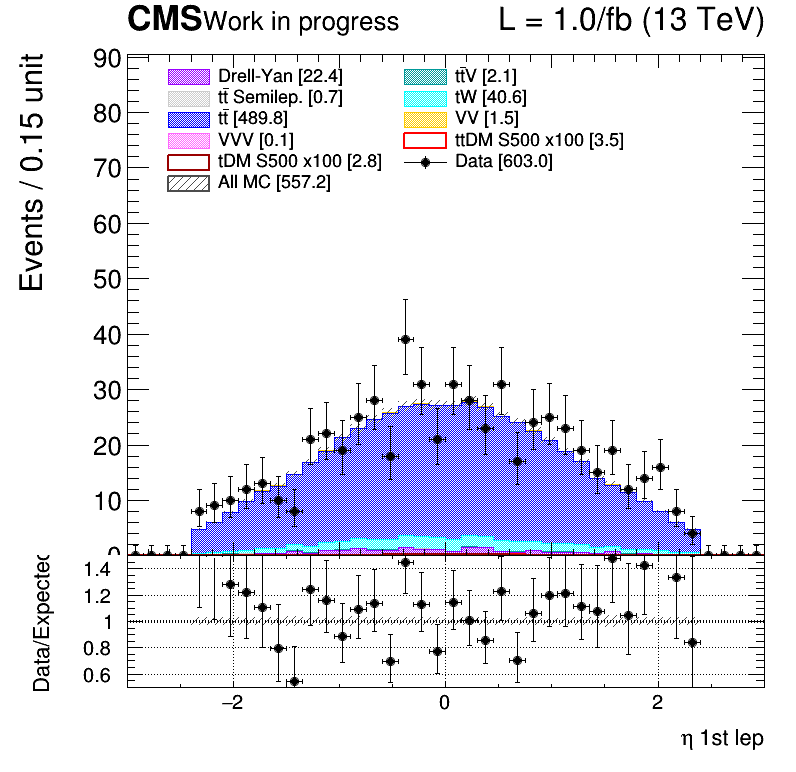 CMS Work in progress L = 1.0/fb (13 TeV)
Events / 0.15 unit
90
80
70
60
50
40
30
20
10
0
Drell-Yan [22.4]
tt̄ Semilep. [0.7]
tt̄ [489.8]
VVV [0.1]
tDM S500 x100 [2.8]
All MC [557.2]
tt̄V [2.1]
tW [40.6]
VV [1.5]
ttDM S500 x100 [3.5]
Data [603.0]
Data/Expected
1.4
1.2
1
0.8
0.6
−2 0 2
η 1st lep